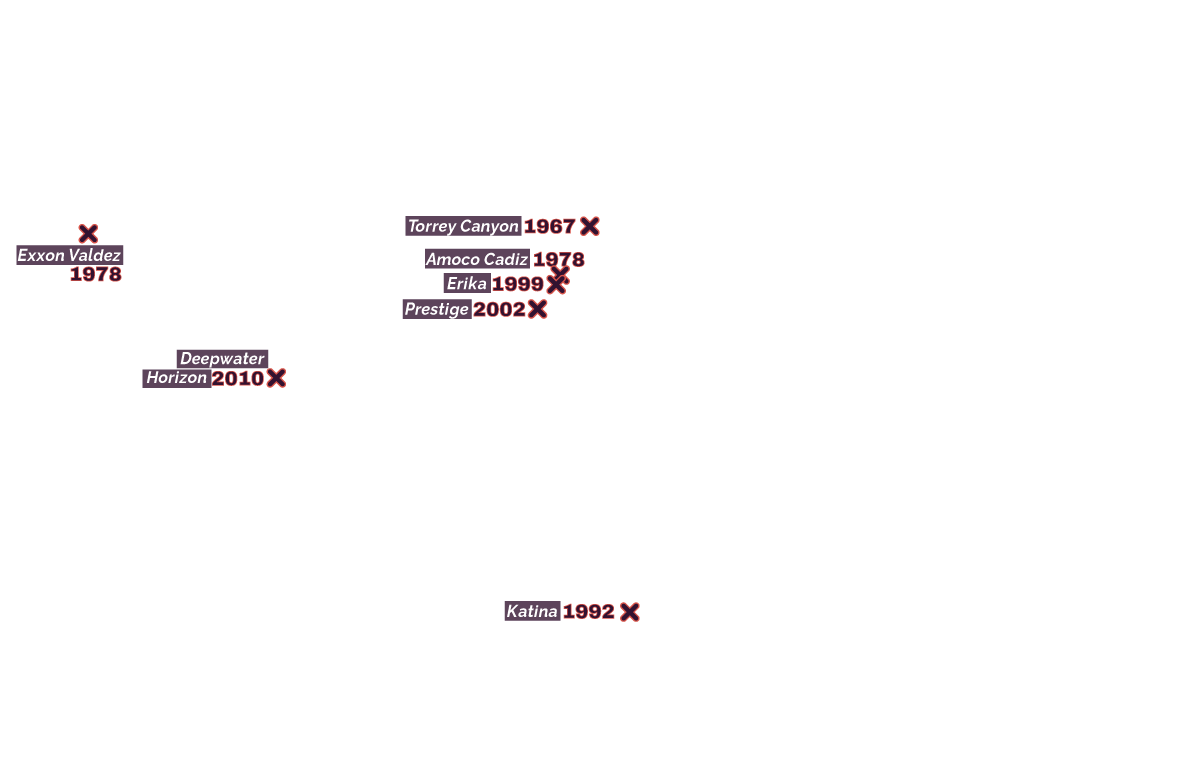 Torrey Canyon 1967
Exxon Valdez
1978
Amoco Cadiz 1978
Erika 1999
Prestige 2002
Deepwater
Horizon 2010
Katina 1992